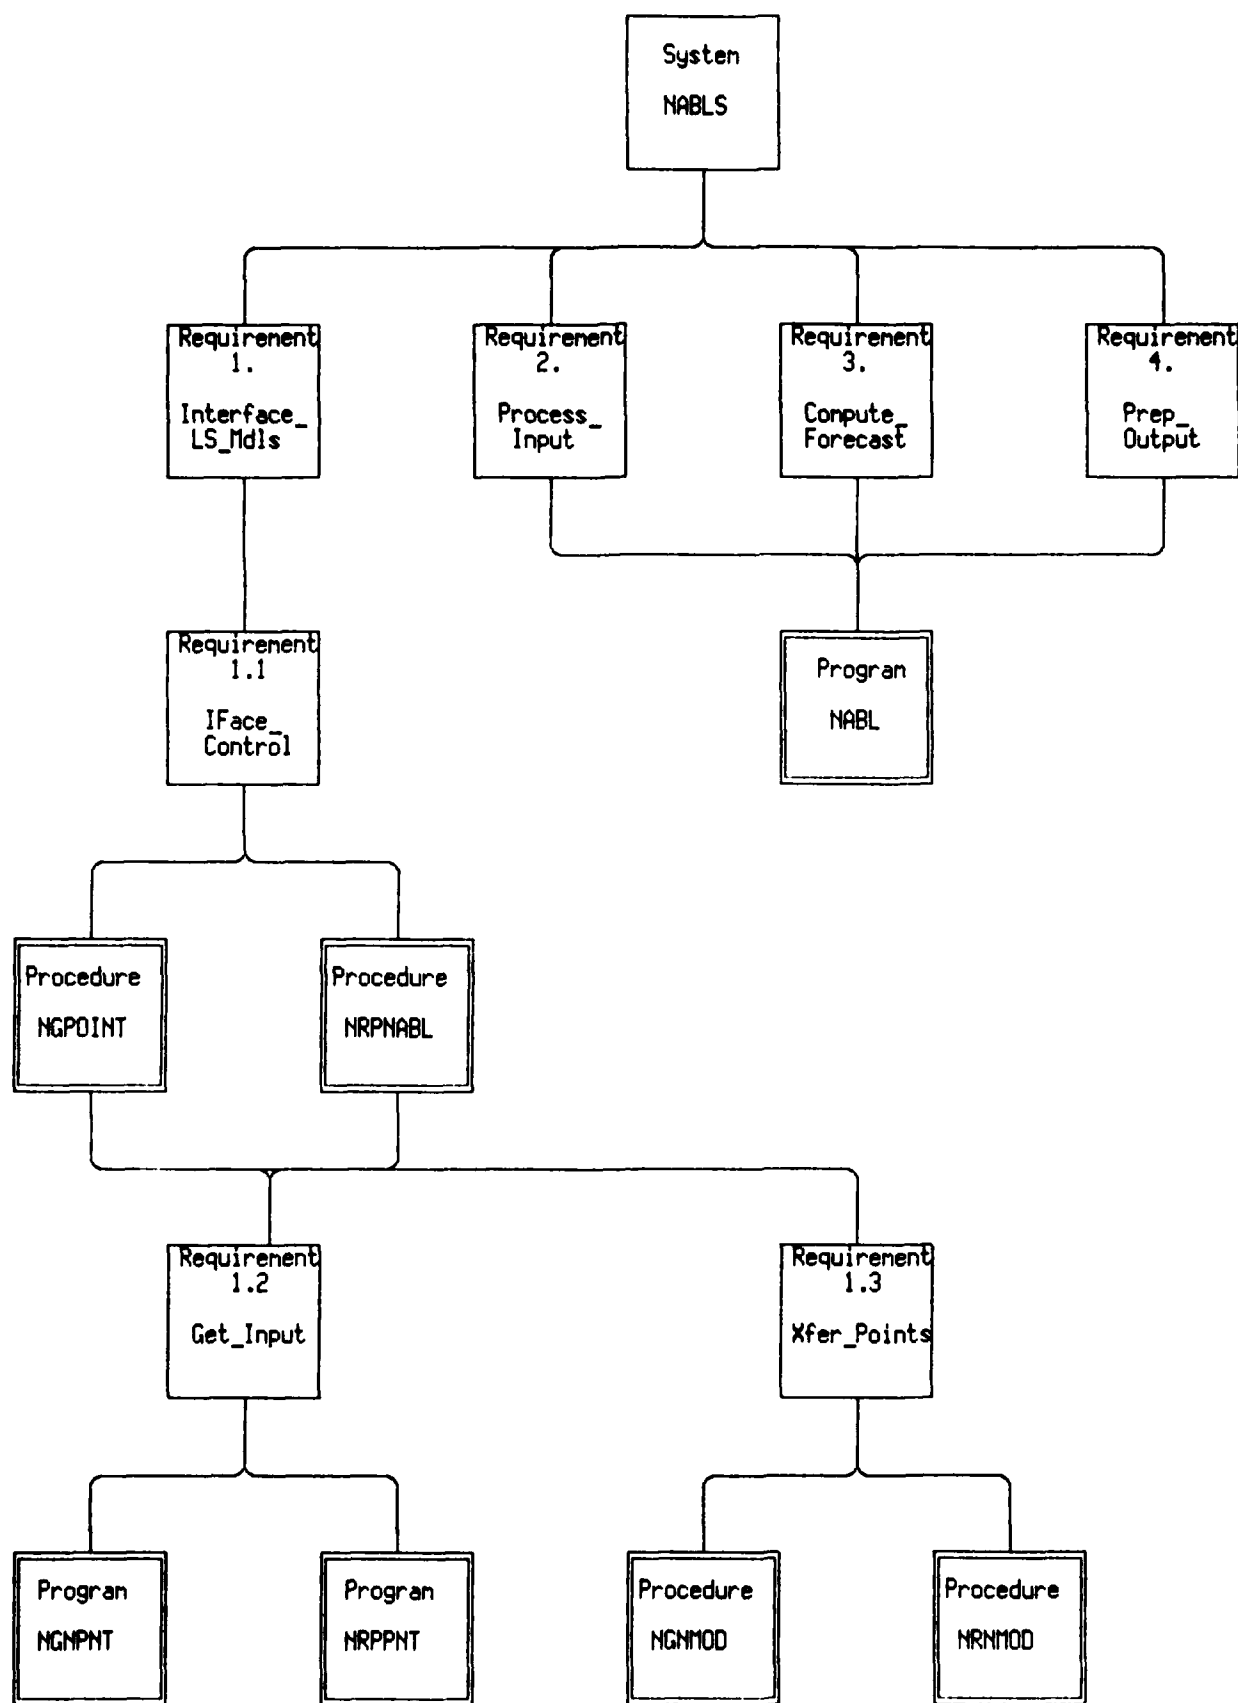 System
NABLS
Requirement
1.
Interface_
LS_Mdls
Requirement
2.
Process_
Input
Requirement
3.
Compute_
Forecast
Requirement
4.
Prep_
Output
Requirement
1.1
IFace_
Control
Program
NABL
Procedure
NGPOINT
Procedure
NRPNABL
Requirement
1.2
Get_Input
Requirement
1.3
Xfer_Points
Program
NGNPNT
Program
NRPPNT
Procedure
NGNMOD
Procedure
NRNMOD